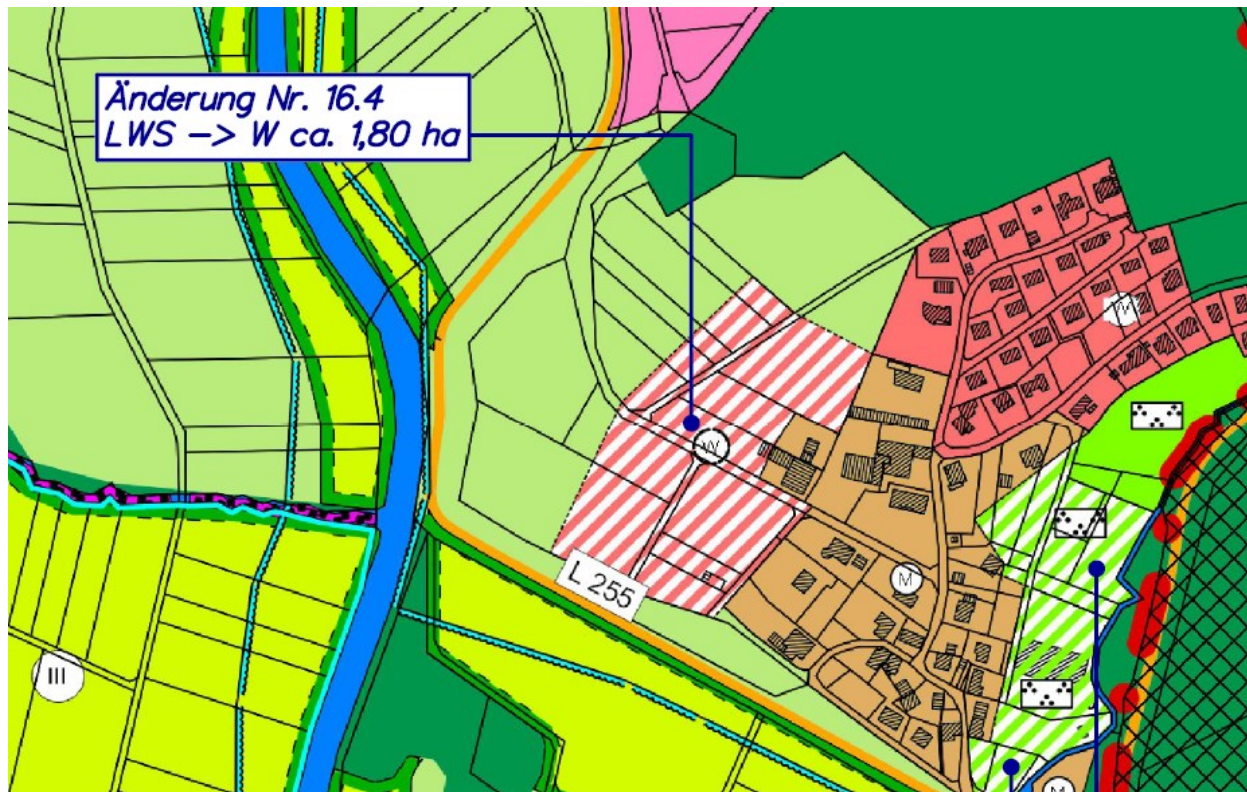 Änderung Nr. 16.4
LWS -> W ca. 1,80 ha
W
W
L 255
M
III
M